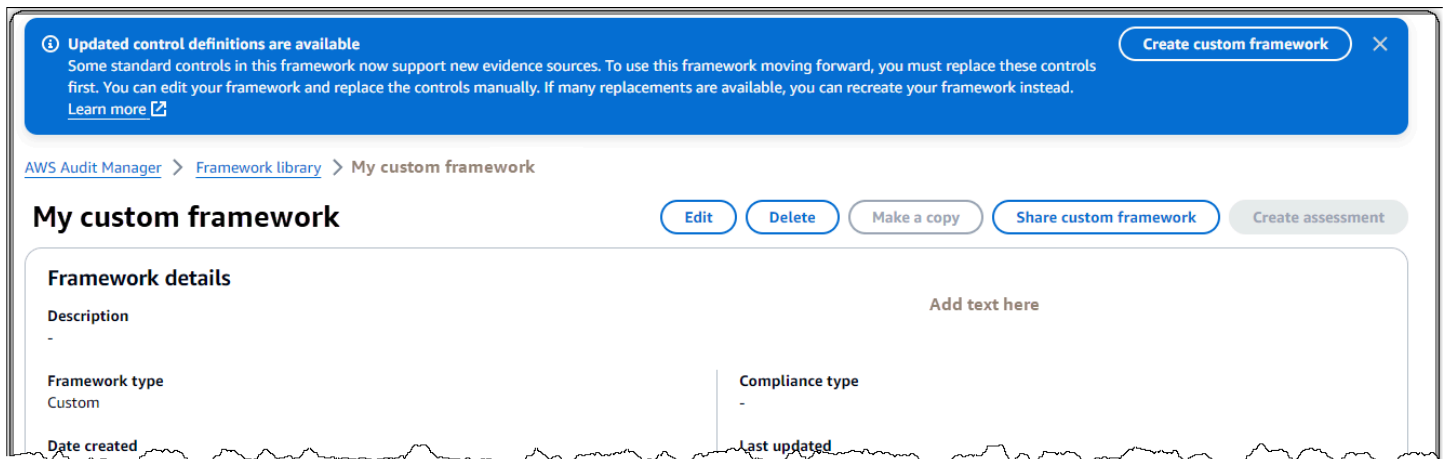 Updated control definitions are available
Create custom framework
Some standard controls in this framework now support new evidence sources. To use this framework moving forward, you must replace these controls
first. You can edit your framework and replace the controls manually. If many replacements are available, you can recreate your framework instead.
Learn more
AWS Audit Manager > Framework library > My custom framework
My custom framework
Edit Delete Make a copy Share custom framework Create assessment
Framework details
Add text here
Description
-
Framework type
Custom
Compliance type
-
Date created
Last updated